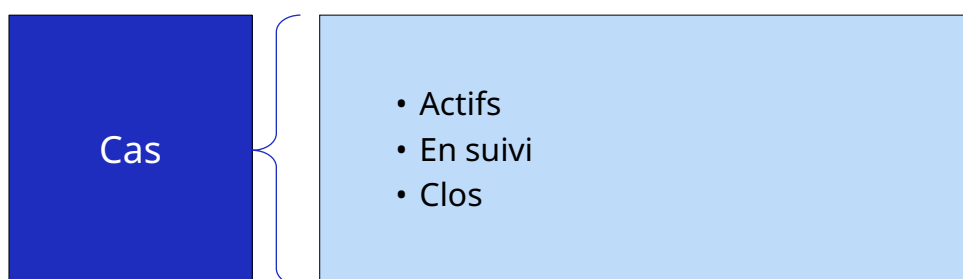 Cas
• Actifs
• En suivi
• Clos